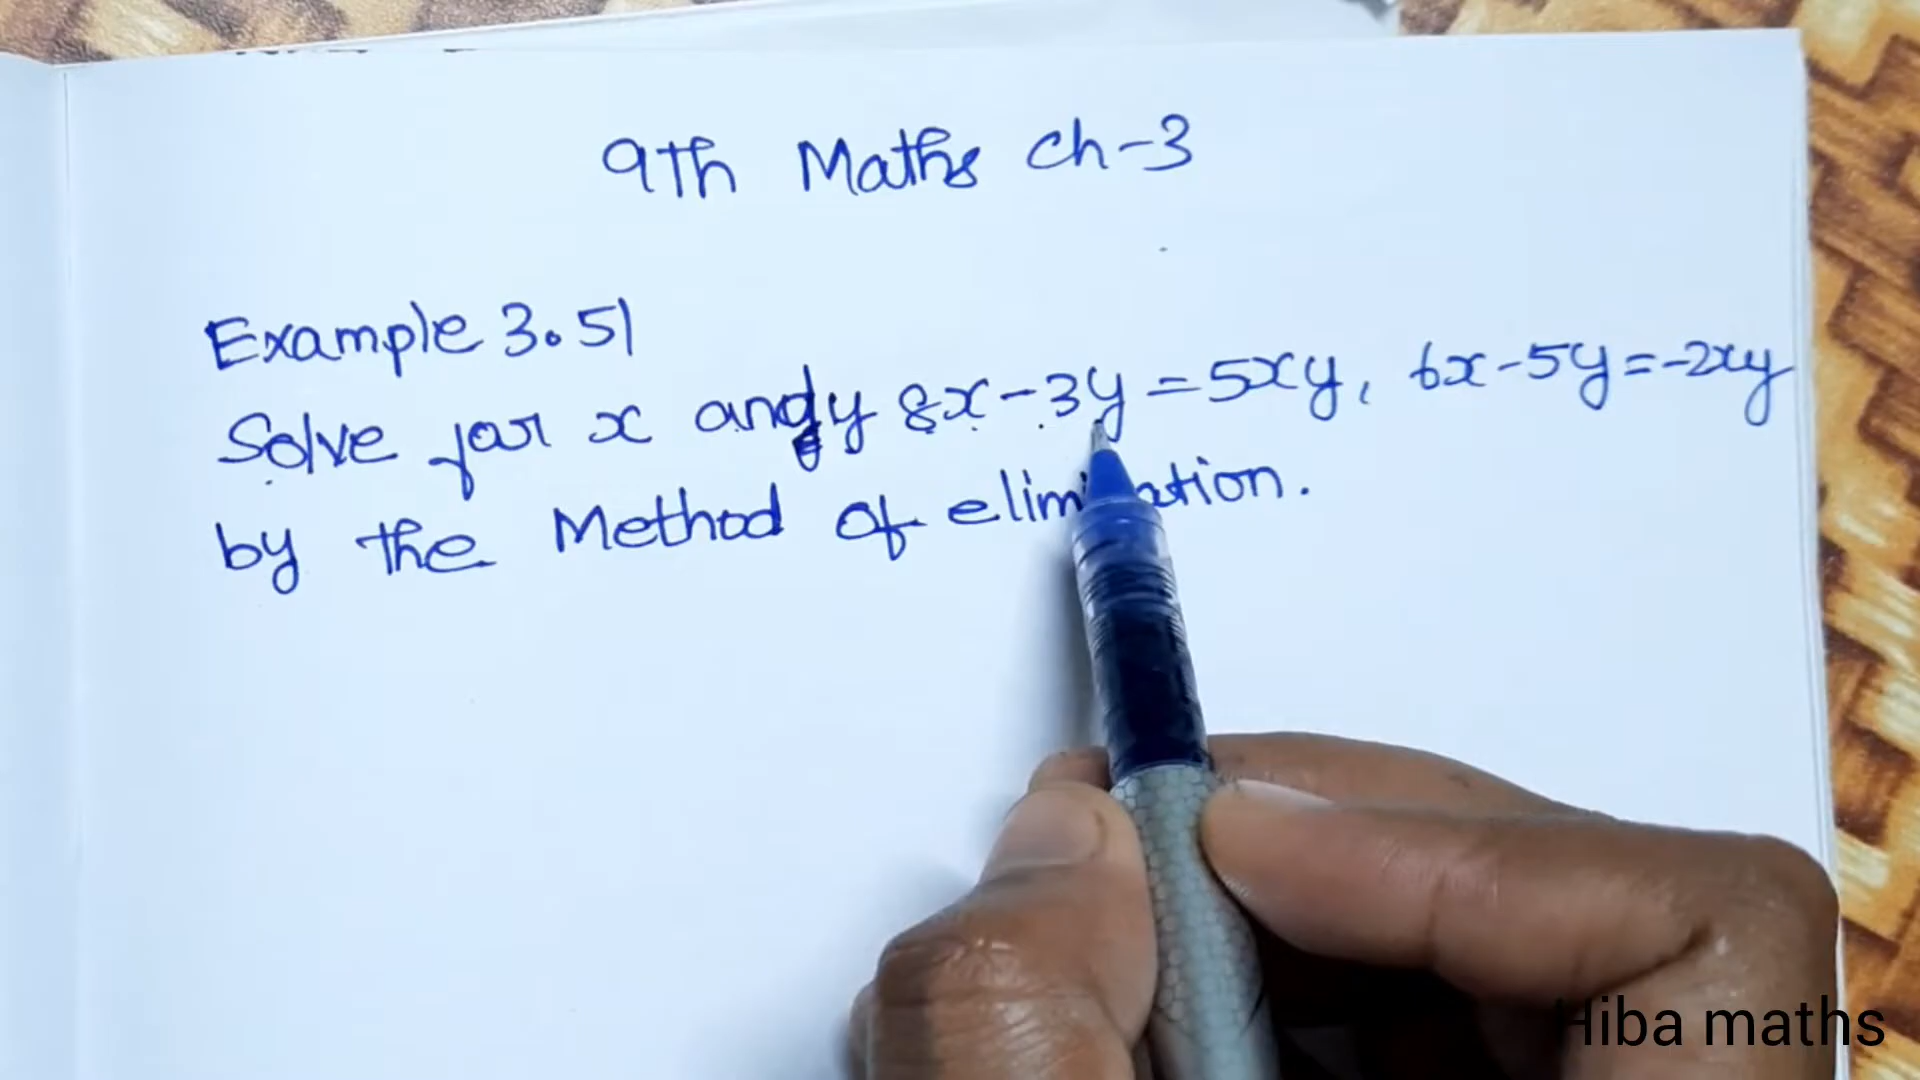 9th Maths Ch-3
Example 3.51
Solve for x and y 8x-3y=5xy, 6x-5y=-2xy
by the Method of elimination.
Hiba maths